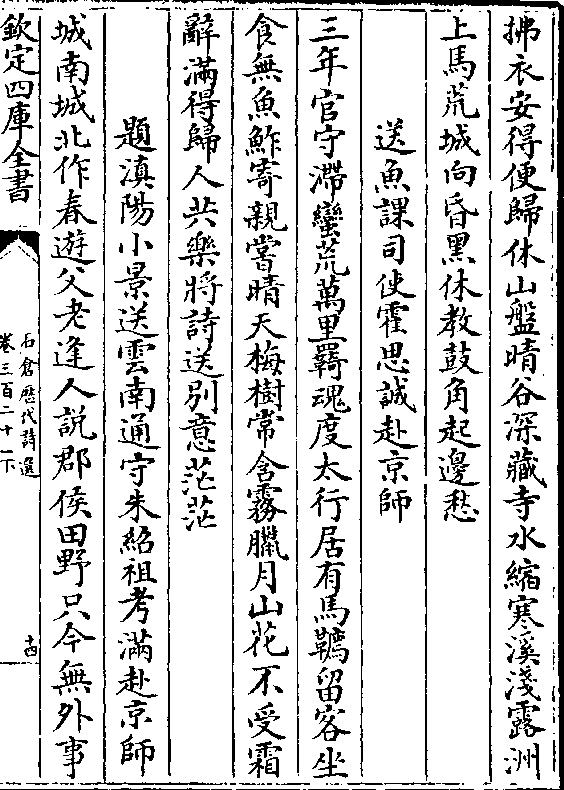 拂衣安得便歸休山盤晴谷深藏寺水縮寒溪淺露洲
上馬荒城向昏黑休教鼓角起邊愁
送魚課司使霍思誠赴京師
三年官守滯蠻荒萬里羇魂度太行居有馬韉留客坐
食無魚鮓寄親嘗晴天梅樹常含霧臘月山花不受霜
辭滿得歸人共樂將詩送別意茫茫
題滇陽小景送雲南通守朱紹祖考滿赴京師
城南城北作春遊父老逢人說郡侯田野只今無外事
欽定四庫全書
石倉歴代詩選
卷三百二十一下
十四